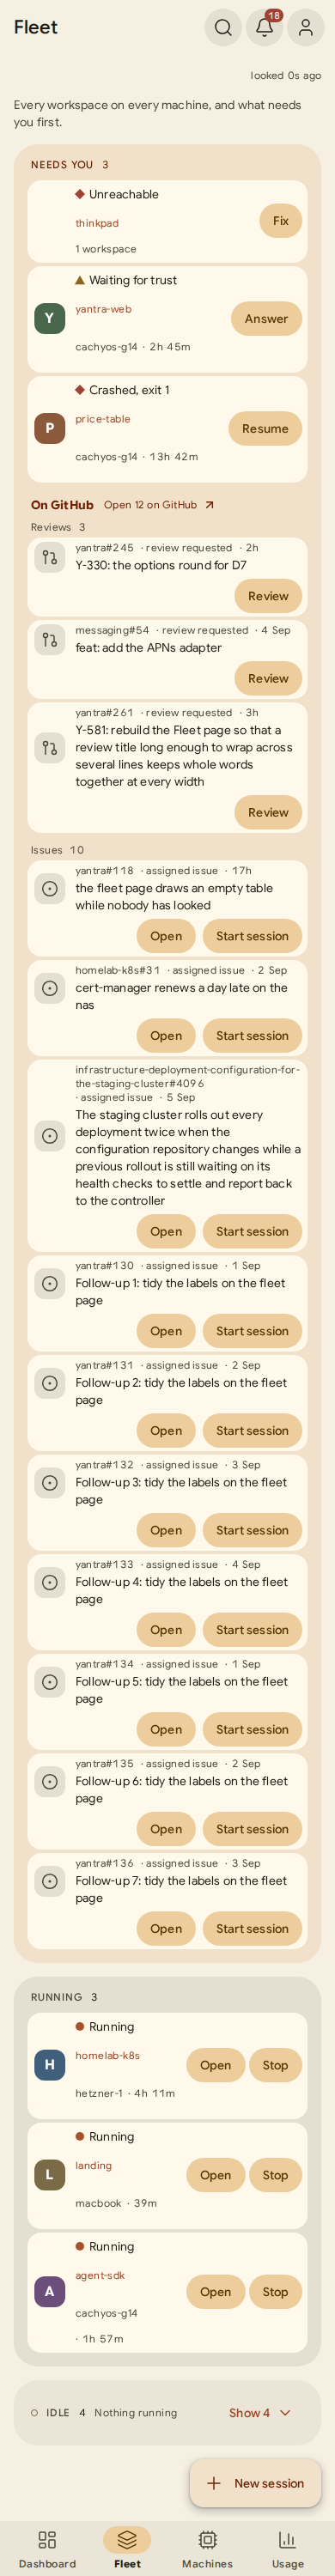 Fleet
18
looked 0s ago
Every workspace on every machine, and what needs
you first.
NEEDS YOU 3
Unreachable
thinkpad
1 workspace
Fix
Y
Waiting for trust
yantra-web
cachyos-g14 · 2h 45m
Answer
P
Crashed, exit 1
price-table
cachyos-g14 · 13h 42m
Resume
On GitHub Open 12 on GitHub
Reviews 3
yantra#245 · review requested · 2h
Y-330: the options round for D7
Review
messaging#54 · review requested · 4 Sep
feat: add the APNs adapter
Review
yantra#261 · review requested · 3h
Y-581: rebuild the Fleet page so that a
review title long enough to wrap across
several lines keeps whole words
together at every width
Review
Issues 10
yantra#118 · assigned issue · 17h
the fleet page draws an empty table
while nobody has looked
Open Start session
homelab-k8s#31 · assigned issue · 2 Sep
cert-manager renews a day late on the
nas
Open Start session
infrastructure-deployment-configuration-for-
the-staging-cluster#4096
· assigned issue · 5 Sep
The staging cluster rolls out every
deployment twice when the
configuration repository changes while a
previous rollout is still waiting on its
health checks to settle and report back
to the controller
Open Start session
yantra#130 · assigned issue · 1 Sep
Follow-up 1: tidy the labels on the fleet
page
Open Start session
yantra#131 · assigned issue · 2 Sep
Follow-up 2: tidy the labels on the fleet
page
Open Start session
yantra#132 · assigned issue · 3 Sep
Follow-up 3: tidy the labels on the fleet
page
Open Start session
yantra#133 · assigned issue · 4 Sep
Follow-up 4: tidy the labels on the fleet
page
Open Start session
yantra#134 · assigned issue · 1 Sep
Follow-up 5: tidy the labels on the fleet
page
Open Start session
yantra#135 · assigned issue · 2 Sep
Follow-up 6: tidy the labels on the fleet
page
Open Start session
yantra#136 · assigned issue · 3 Sep
Follow-up 7: tidy the labels on the fleet
page
Open Start session
RUNNING 3
H
Running
homelab-k8s
hetzner-1 · 4h 11m
Open Stop
L
Running
landing
macbook · 39m
Open Stop
A
Running
agent-sdk
cachyos-g14
· 1h 57m
Open Stop
IDLE 4 Nothing running Show 4
New session
Dashboard Fleet Machines Usage